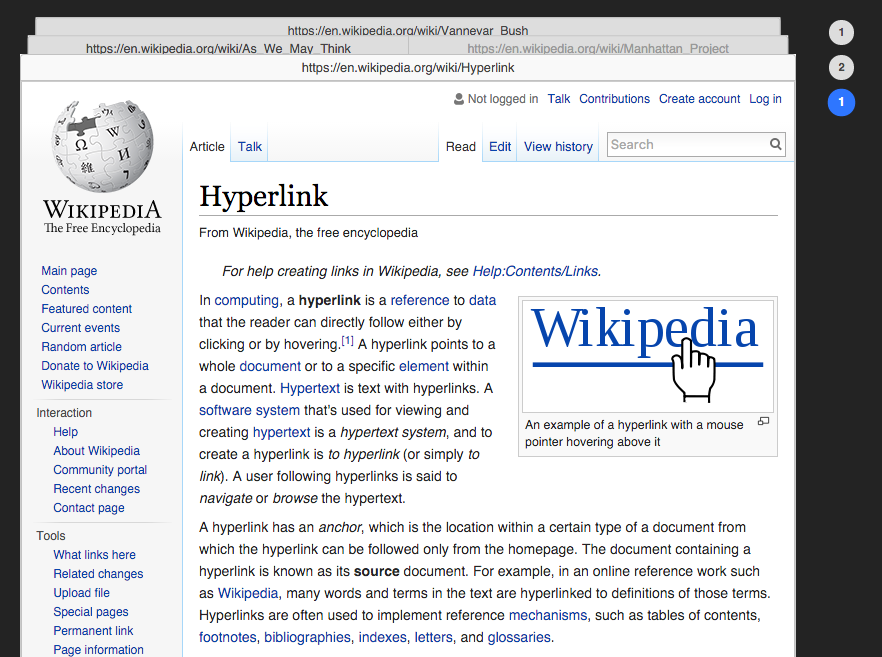 https://en.wikipedia.org/wiki/Vannevar_Bush
https://en.wikipedia.org/wiki/As_We_May_Think
https://en.wikipedia.org/wiki/Manhattan_Project
https://en.wikipedia.org/wiki/Hyperlink
1
2
1
Not logged in Talk Contributions Create account Log in
Article Talk Read Edit View history Search
WIKIPEDIA
The Free Encyclopedia
Main page
Contents
Featured content
Current events
Random article
Donate to Wikipedia
Wikipedia store
Interaction
Help
About Wikipedia
Community portal
Recent changes
Contact page
Tools
What links here
Related changes
Upload file
Special pages
Permanent link
Page information
Hyperlink
From Wikipedia, the free encyclopedia
For help creating links in Wikipedia, see Help:Contents/Links.
In computing, a hyperlink is a reference to data
that the reader can directly follow either by
clicking or by hovering.[1] A hyperlink points to a
whole document or to a specific element within
a document. Hypertext is text with hyperlinks. A
software system that's used for viewing and
creating hypertext is a hypertext system, and to
create a hyperlink is to hyperlink (or simply to
link). A user following hyperlinks is said to
navigate or browse the hypertext.
Wikipedia
An example of a hyperlink with a mouse
pointer hovering above it
A hyperlink has an anchor, which is the location within a certain type of a document from
which the hyperlink can be followed only from the homepage. The document containing a
hyperlink is known as its source document. For example, in an online reference work such
as Wikipedia, many words and terms in the text are hyperlinked to definitions of those terms.
Hyperlinks are often used to implement reference mechanisms, such as tables of contents,
footnotes, bibliographies, indexes, letters, and glossaries.